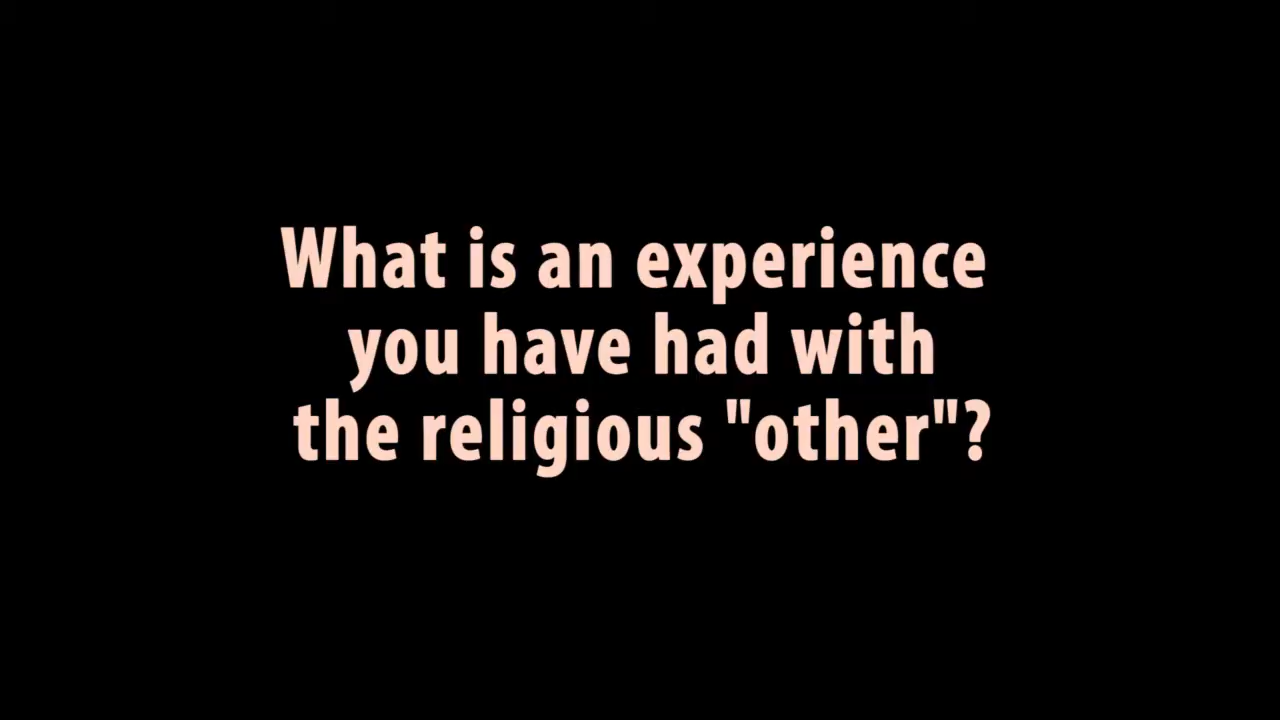 What is an experience
you have had with
the religious "other"?